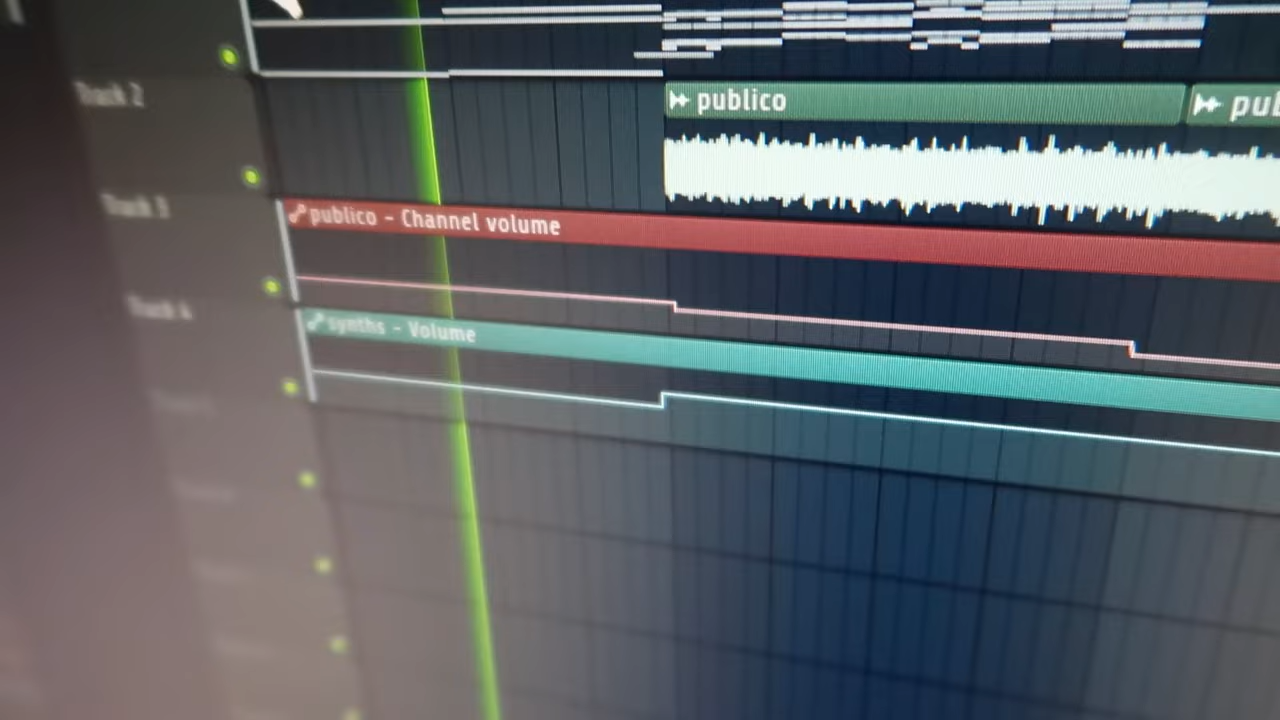 Track 2
publico
pub
Track 3
publico - Channel volume
Track 4
synths - Volume